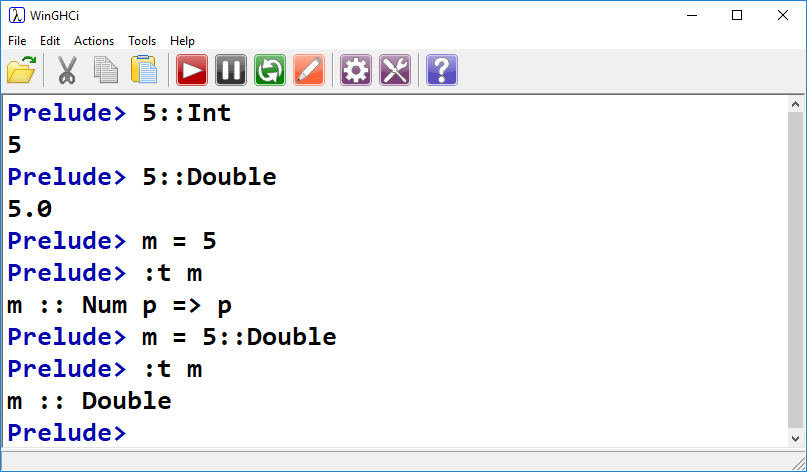 WinGHCi
File Edit Actions Tools Help
Prelude> 5::Int
5
Prelude> 5::Double
5.0
Prelude> m = 5
Prelude> :t m
m :: Num p => p
Prelude> m = 5::Double
Prelude> :t m
m :: Double
Prelude>